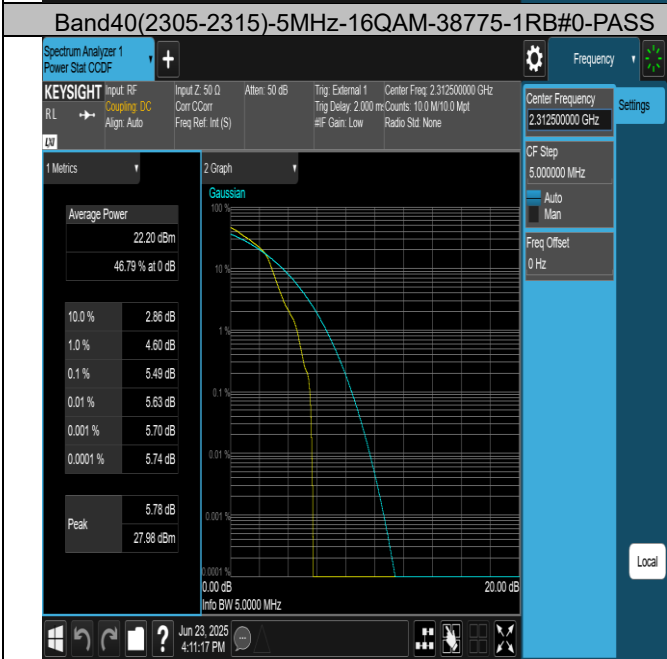 Band40(2305-2315)-5MHz-16QAM-38775-1RB#0-PASS
Spectrum Analyzer 1
Power Stat CCDF
Frequency
KEYSIGHT
RL
LXI
Input: RF
Coupling: DC
Align: Auto
Input Z: 50 Ω
Corr CCorr
Freq Ref: Int (S)
Atten: 50 dB
Trig: External 1
Trig Delay: 2.000 ms
#IF Gain: Low
Center Freq: 2.312500000 GHz
Counts: 10.0 M/10.0 Mpt
Radio Std: None
Center Frequency
2.312500000 GHz
Settings
CF Step
5.000000 MHz
Auto
Man
Freq Offset
0 Hz
1 Metrics
Average Power
22.20 dBm
46.79 % at 0 dB
10.0 % 2.86 dB
1.0 % 4.60 dB
0.1 % 5.49 dB
0.01 % 5.63 dB
0.001 % 5.70 dB
0.0001 % 5.74 dB
Peak
5.78 dB
27.98 dBm
2 Graph
Gaussian
100 %
10 %
1 %
0.1 %
0.01 %
0.001 %
0.0001 %
0.00 dB
20.00 dB
Info BW 5.0000 MHz
Local
?
Jun 23, 2025
4:11:17 PM